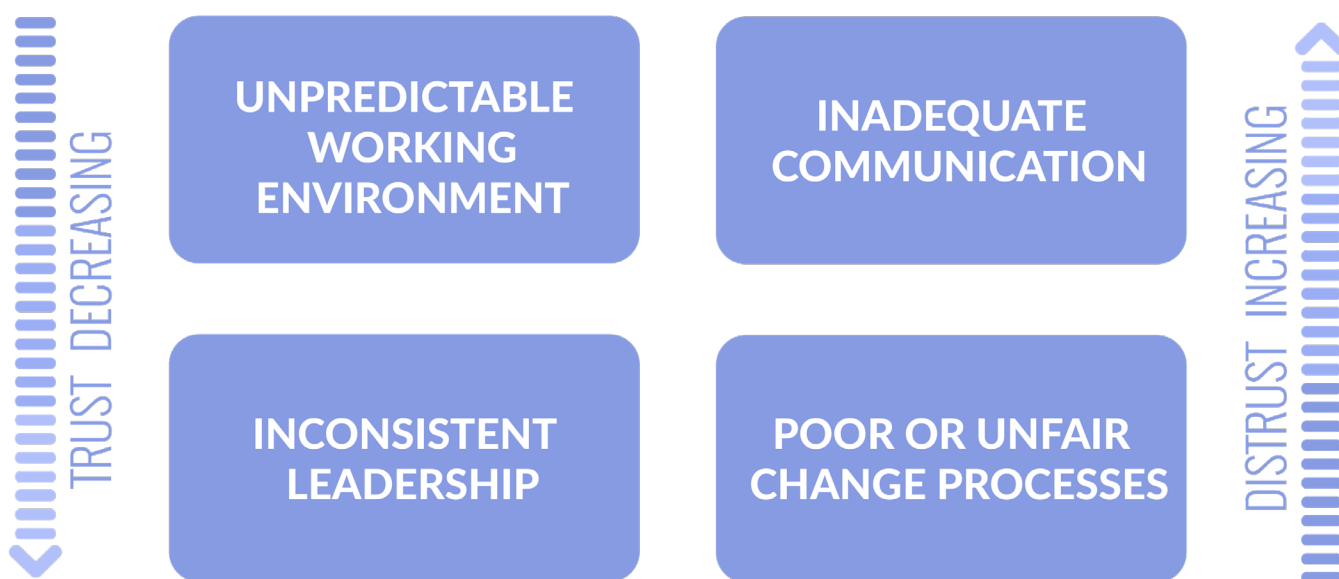 TRUST DECREASING
UNPREDICTABLE
WORKING
ENVIRONMENT
INADEQUATE
COMMUNICATION
INCONSISTENT
LEADERSHIP
POOR OR UNFAIR
CHANGE PROCESSES
DISTRUST INCREASING